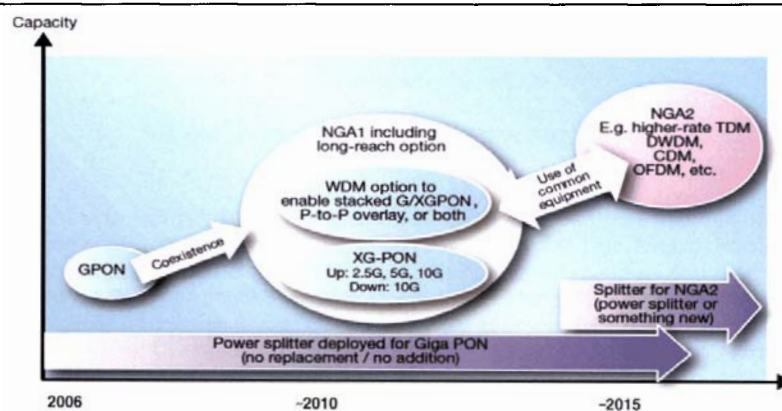 Capacity
NGA1 including
long-reach option
WDM option to
enable stacked G/XGPON,
P-to-P overlay, or both
XG-PON
Up: 2.5G, 5G, 10G
Down: 10G
GPON
Coexistence
Use of
common
equipment
NGA2
E.g. higher-rate TDM
DWDM,
CDM,
OFDM, etc.
Splitter for NGA2
(power splitter or
something new)
Power splitter deployed for Giga PON
(no replacement / no addition)
2006
~2010
~2015